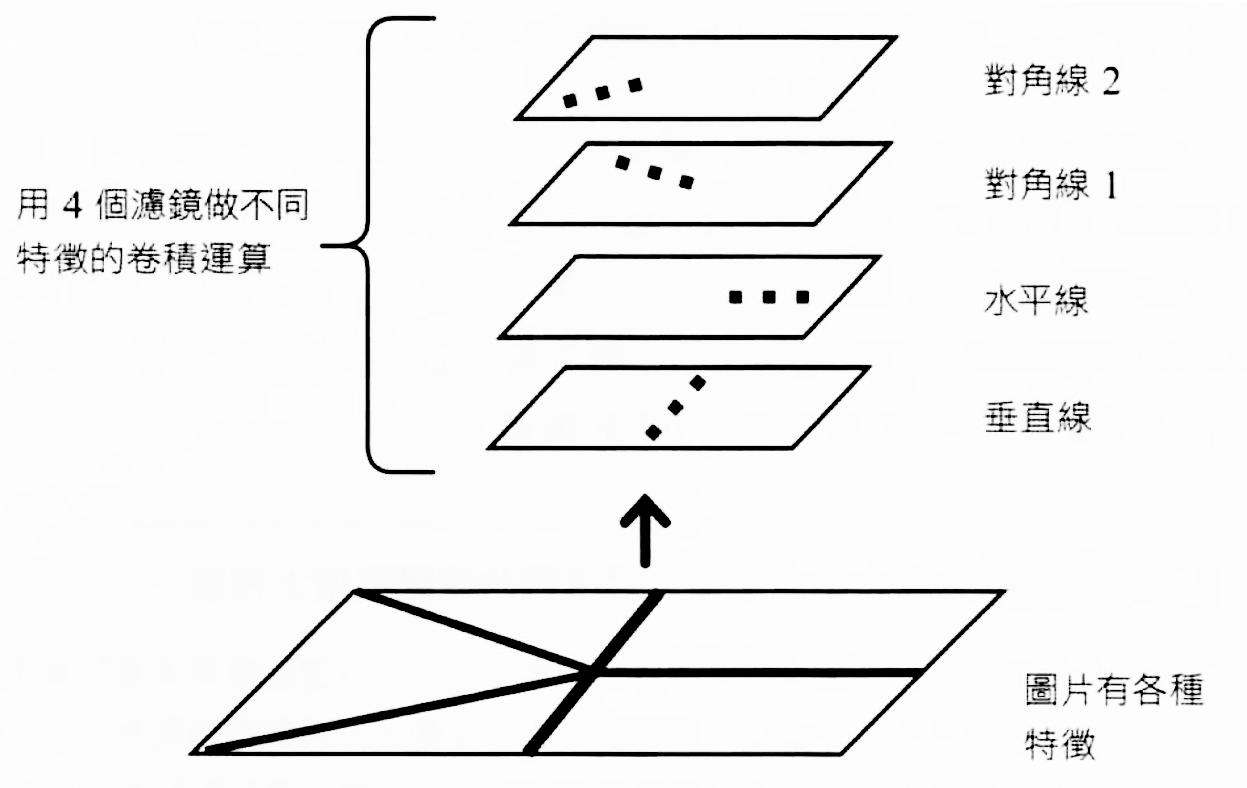 對角線 2
對角線 1
用 4 個濾鏡做不同
特徵的卷積運算
水平線
垂直線
圖片有各種
特徵